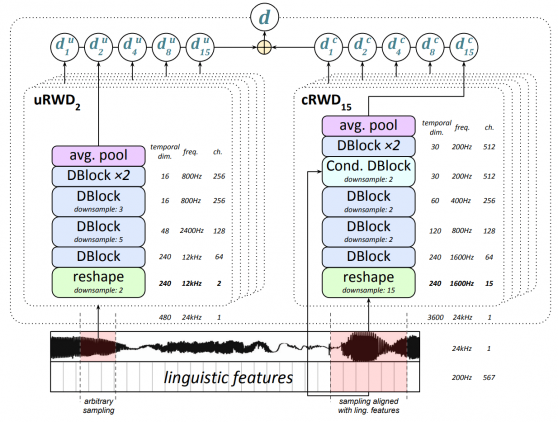 d
d₁ᵘ d₂ᵘ d₄ᵘ d₈ᵘ d₁₅ᵘ + d₁ᶜ d₂ᶜ d₄ᶜ d₈ᶜ d₁₅ᶜ
uRWD₂
temporal dim. freq. ch.
avg. pool
DBlock ×2 16 800Hz 256
DBlock 16 800Hz 256
downsample: 3
DBlock 48 2400Hz 128
downsample: 5
DBlock 240 12kHz 64
reshape 240 12kHz 2
downsample: 2
480 24kHz 1
cRWD₁₅
temporal dim. freq. ch.
avg. pool
DBlock ×2 30 200Hz 512
Cond. DBlock 30 200Hz 512
downsample: 2
DBlock 60 400Hz 256
downsample: 2
DBlock 120 800Hz 128
downsample: 2
DBlock 240 1600Hz 64
reshape 240 1600Hz 15
downsample: 15
3600 24kHz 1
24kHz 1
linguistic features 200Hz 567
arbitrary
sampling
sampling aligned
with ling. features